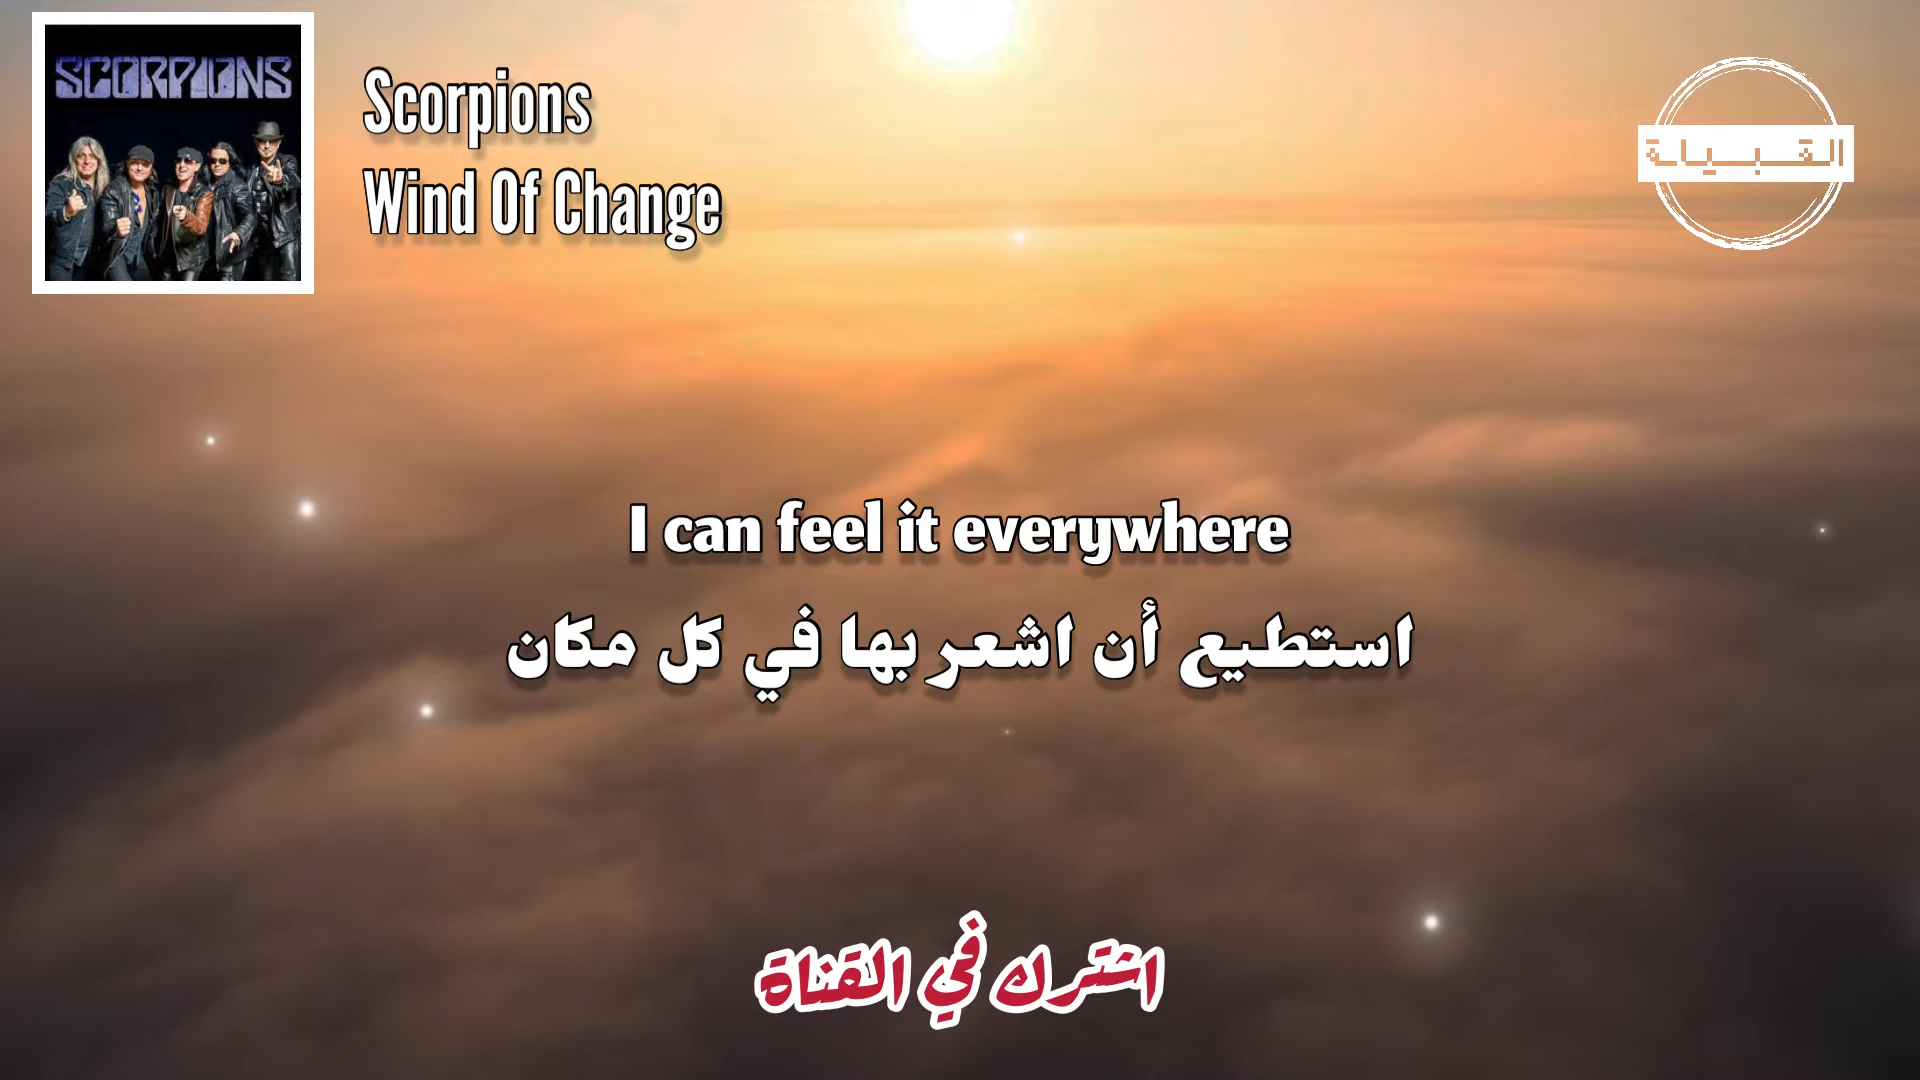 SCORPIONS
Scorpions
Wind Of Change
القبيلة
I can feel it everywhere
استطيع أن اشعر بها في كل مكان
اشترك في القناة